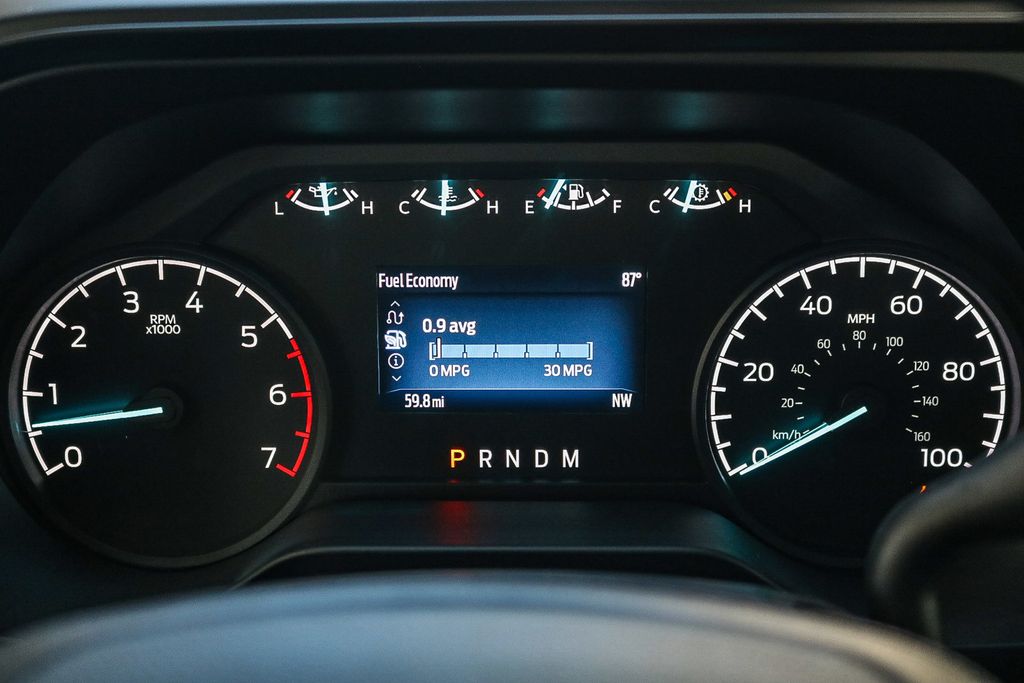 L H C H E F C H
Fuel Economy 87°
0.9 avg
0 MPG 30 MPG
59.8 mi NW
P R N D M
0 1 2 3 4 5 6 7
RPM
x1000
0 20 40 60 80 100
MPH
20 40 60 80 100 120 140 160
km/h